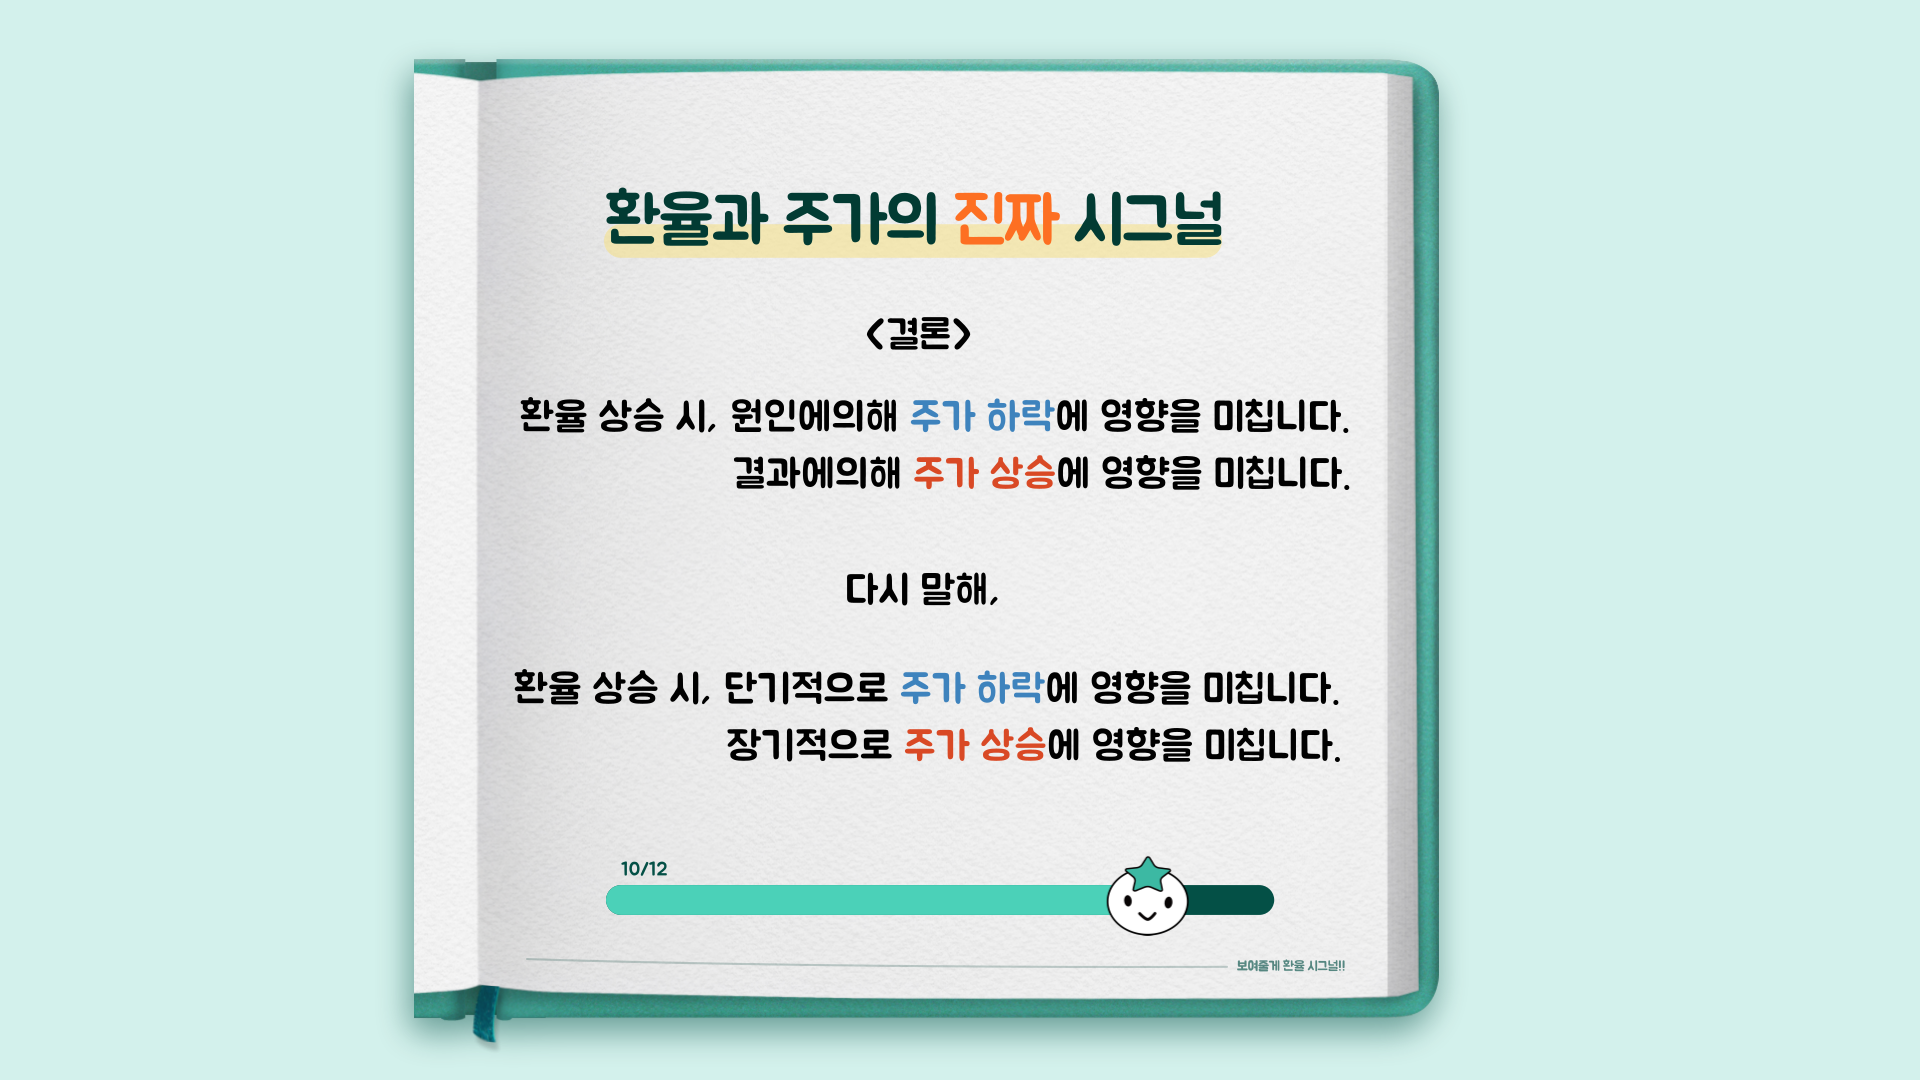 환율과 주가의 진짜 시그널
<결론>
환율 상승 시, 원인에의해 주가 하락에 영향을 미칩니다.
결과에의해 주가 상승에 영향을 미칩니다.
다시 말해,
환율 상승 시, 단기적으로 주가 하락에 영향을 미칩니다.
장기적으로 주가 상승에 영향을 미칩니다.
10/12
보여줄게 환율 시그널!!